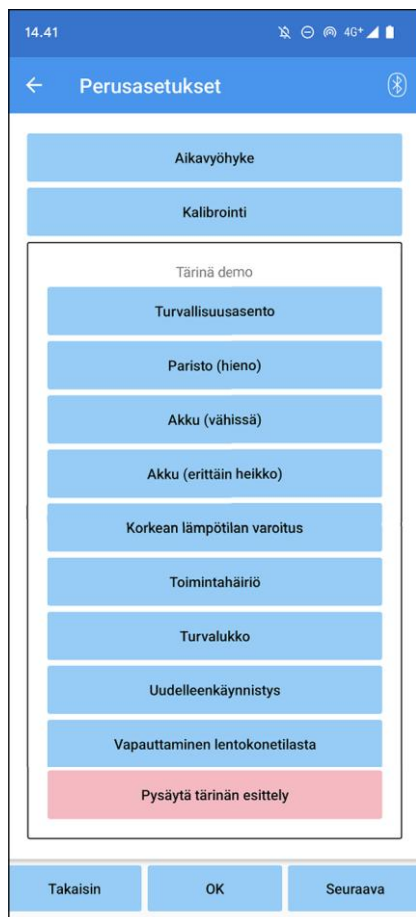 14.41 4G+
Perusasetukset
Aikavyöhyke
Kalibrointi
Tärinä demo
Turvallisuusasento
Paristo (hieno)
Akku (vähissä)
Akku (erittäin heikko)
Korkean lämpötilan varoitus
Toimintahäiriö
Turvalukko
Uudelleenkäynnistys
Vapauttaminen lentokonetilasta
Pysäytä tärinän esittely
Takaisin OK Seuraava